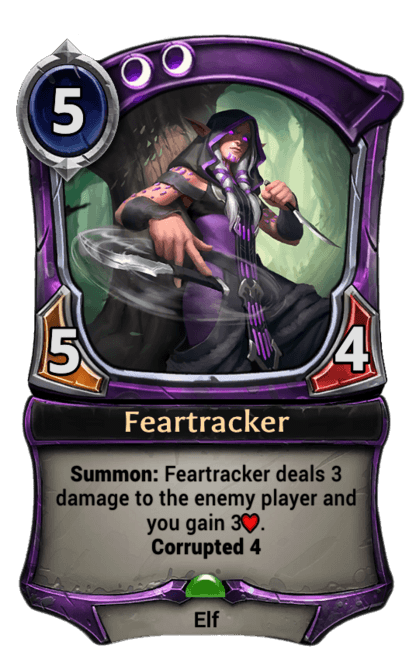 5
5
4
Feartracker
Summon: Feartracker deals 3
damage to the enemy player and
you gain 3❤.
Corrupted 4
Elf